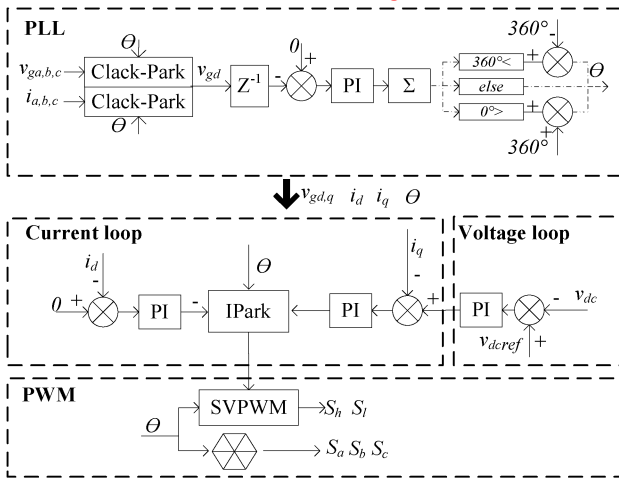 PLL
360°
-
Θ
0
+
+
v_ga,b,c
Clack-Park
v_gd
Z⁻¹
-
PI
Σ
360°<
else
0°>
Θ
i_a,b,c
Clack-Park
Θ
+
+
360°
v_gd,q i_d i_q Θ
Current loop
Voltage loop
i_d
-
Θ
i_q
-
0
+
PI
-
IPark
PI
+
PI
-
v_dc
v_dcref
+
PWM
Θ
SVPWM
S_h S_l
S_a S_b S_c